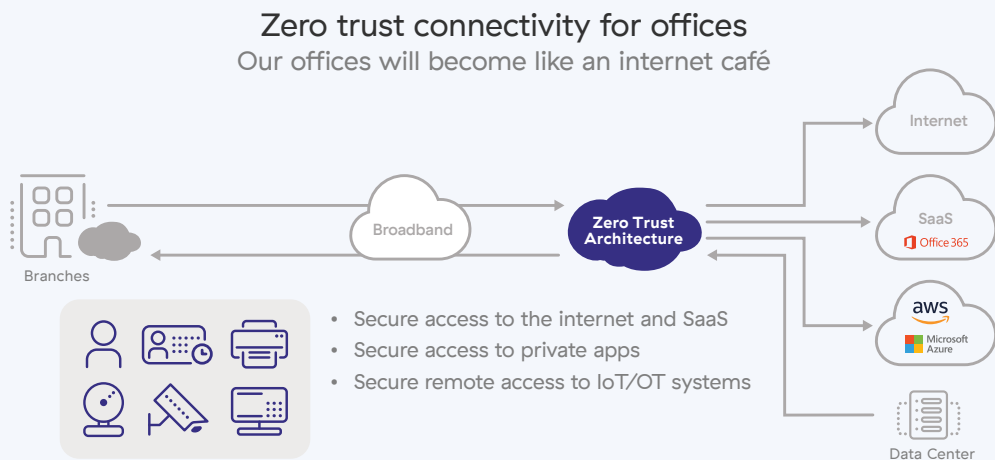 Zero trust connectivity for offices
Our offices will become like an internet café
Internet
Broadband
Zero Trust
Architecture
SaaS
Office 365
Branches
aws
Microsoft
Azure
• Secure access to the internet and SaaS
• Secure access to private apps
• Secure remote access to IoT/OT systems
Data Center